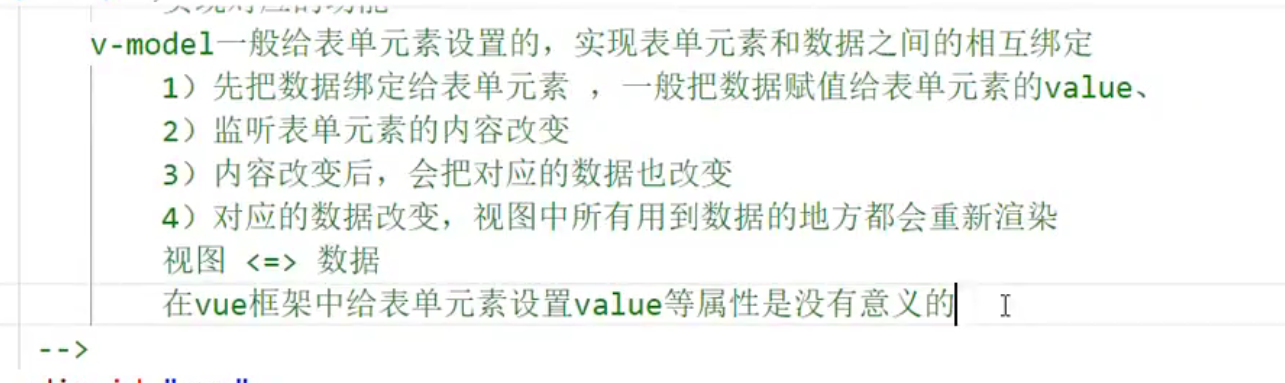 实现对应的功能
v-model一般给表单元素设置的，实现表单元素和数据之间的相互绑定
1）先把数据绑定给表单元素 ，一般把数据赋值给表单元素的value、
2）监听表单元素的内容改变
3）内容改变后，会把对应的数据也改变
4）对应的数据改变，视图中所有用到数据的地方都会重新渲染
视图 <=> 数据
在vue框架中给表单元素设置value等属性是没有意义的
-->